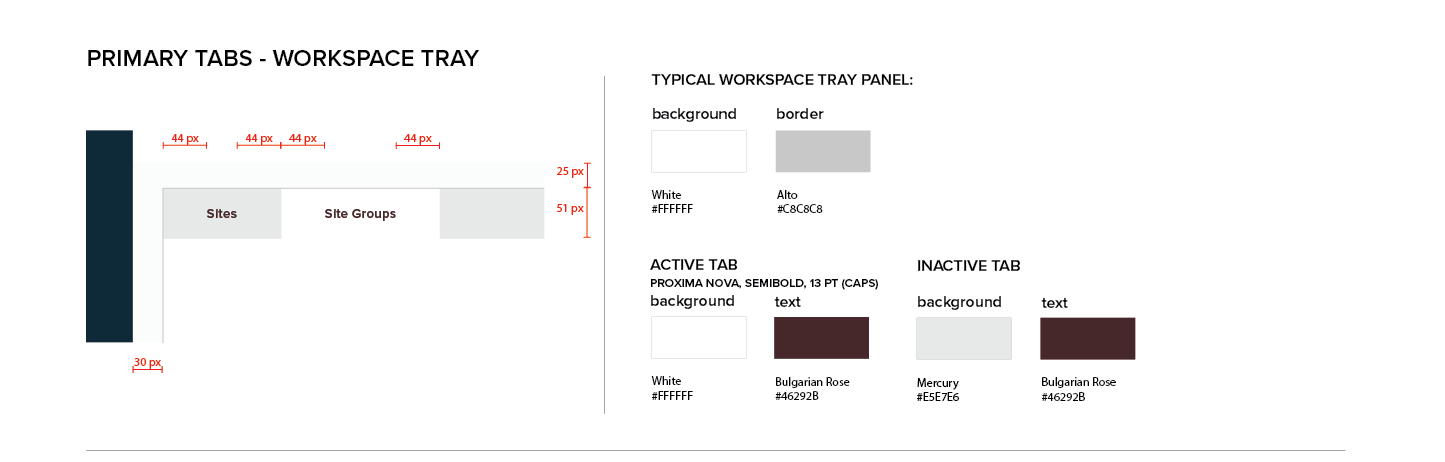 PRIMARY TABS - WORKSPACE TRAY
44 px
44 px
44 px
44 px
25 px
51 px
Sites
Site Groups
30 px
TYPICAL WORKSPACE TRAY PANEL:
background
border
White
#FFFFFF
Alto
#C8C8C8
ACTIVE TAB
PROXIMA NOVA, SEMIBOLD, 13 PT (CAPS)
background
text
White
#FFFFFF
Bulgarian Rose
#46292B
INACTIVE TAB
background
text
Mercury
#E5E7E6
Bulgarian Rose
#46292B